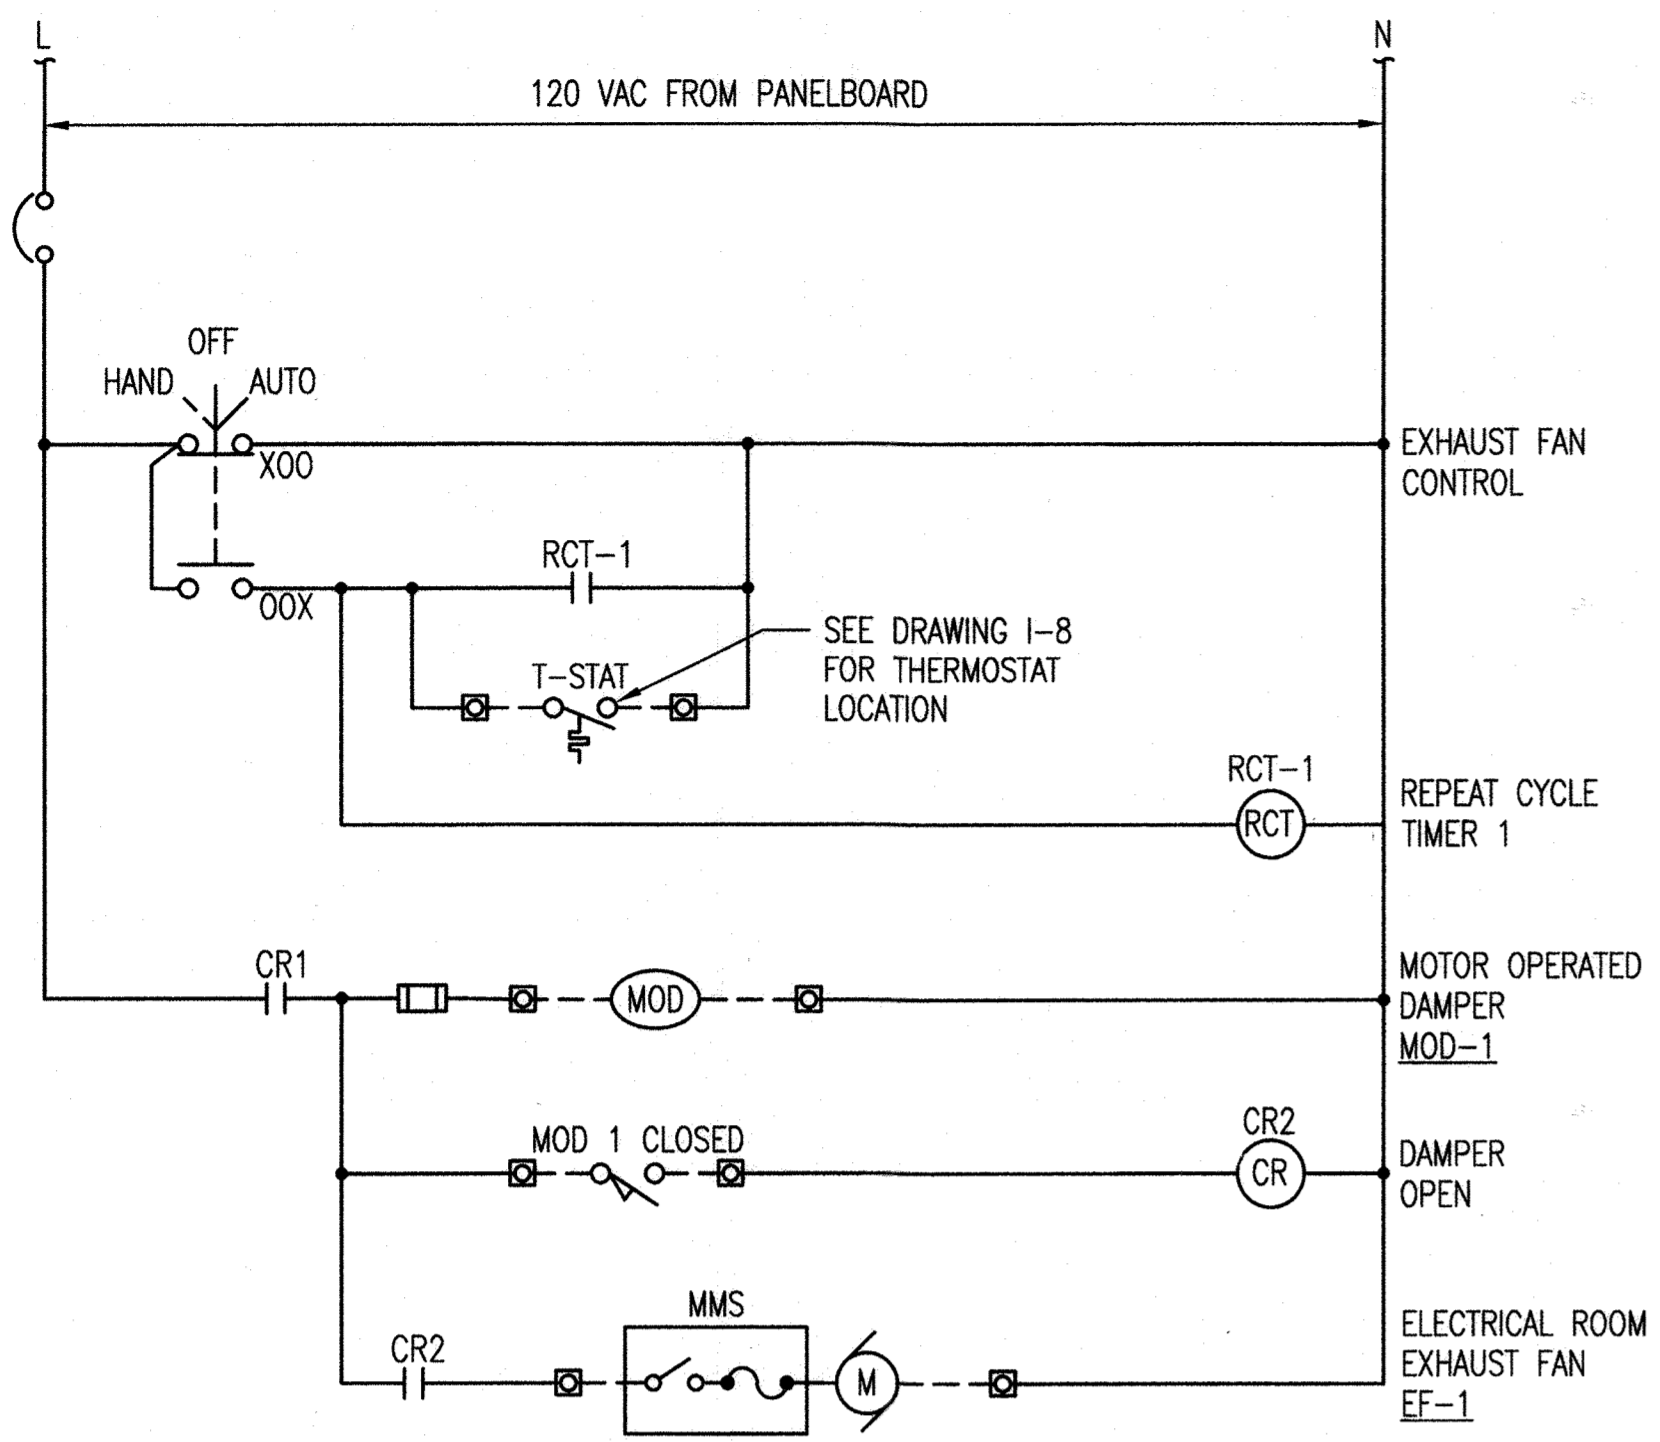 L
N
120 VAC FROM PANELBOARD
OFF
HAND
AUTO
XOO
EXHAUST FAN
CONTROL
RCT-1
OOX
SEE DRAWING I-8
FOR THERMOSTAT
LOCATION
T-STAT
RCT-1
RCT
REPEAT CYCLE
TIMER 1
CR1
MOD
MOTOR OPERATED
DAMPER
MOD-1
MOD 1 CLOSED
CR2
CR
DAMPER
OPEN
MMS
CR2
M
ELECTRICAL ROOM
EXHAUST FAN
EF-1